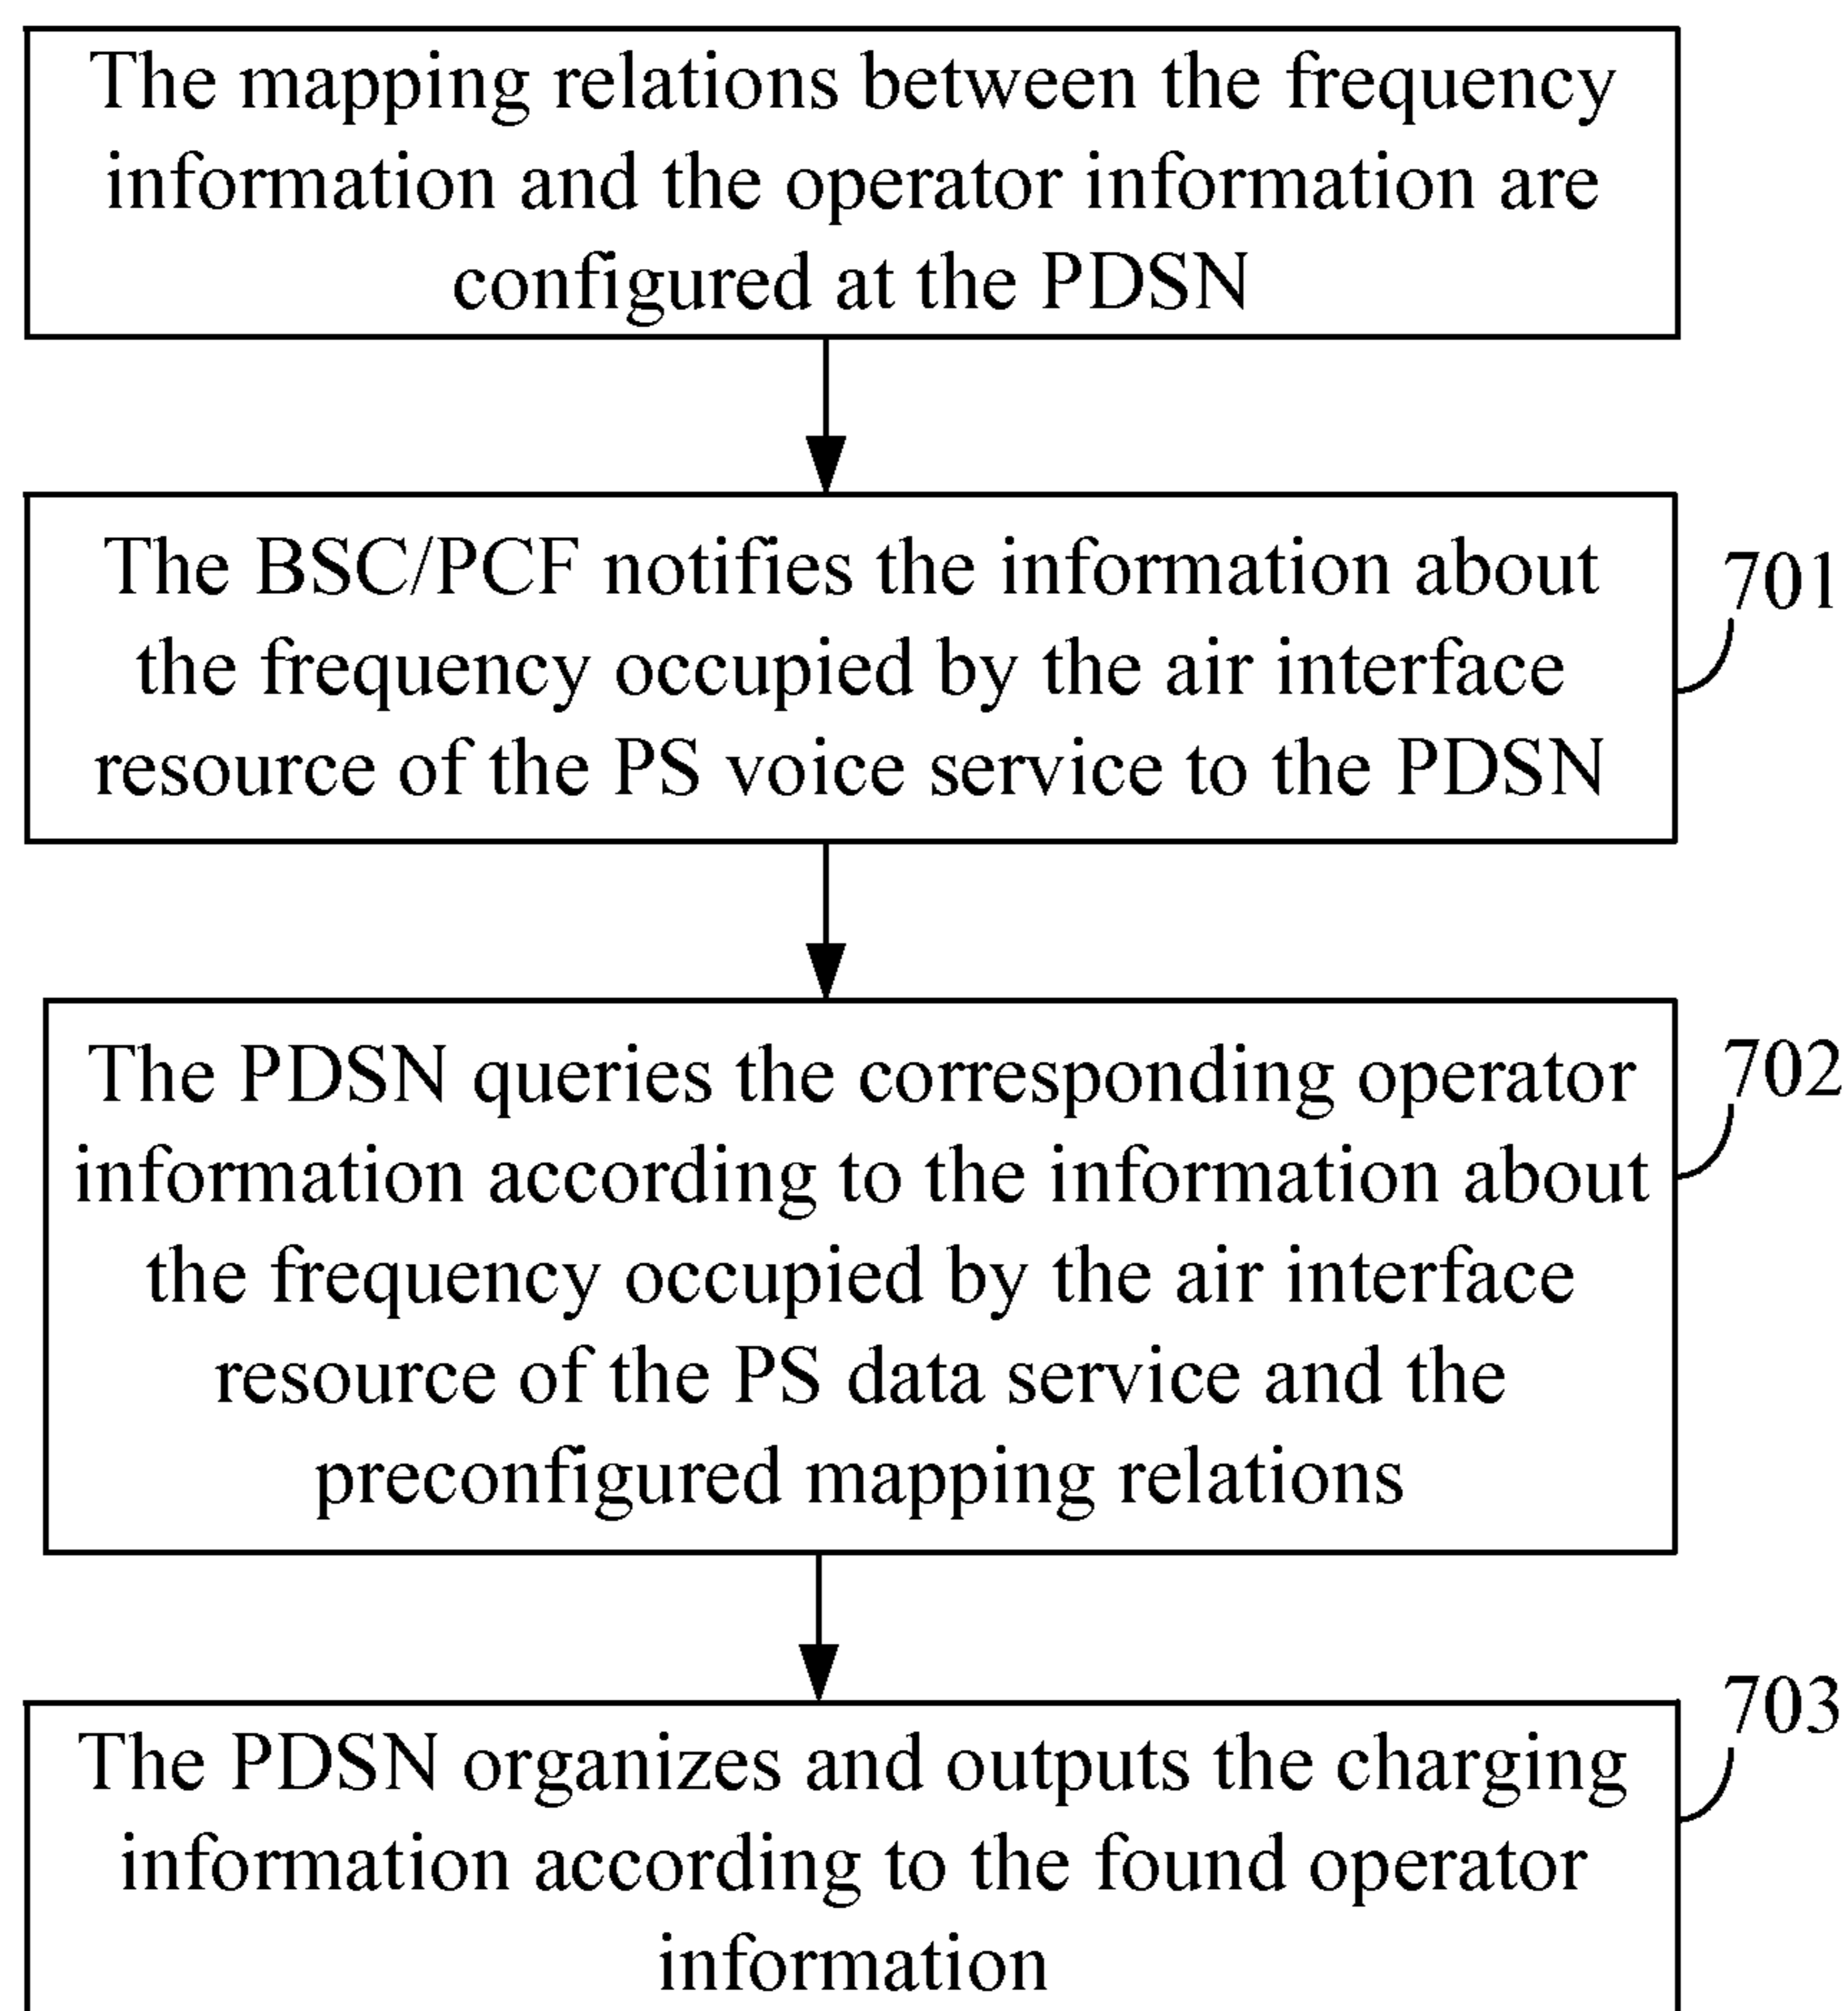 The mapping relations between the frequency
information and the operator information are
configured at the PDSN
The BSC/PCF notifies the information about
the frequency occupied by the air interface
resource of the PS voice service to the PDSN
701
The PDSN queries the corresponding operator
information according to the information about
the frequency occupied by the air interface
resource of the PS data service and the
preconfigured mapping relations
702
The PDSN organizes and outputs the charging
information according to the found operator
information
703